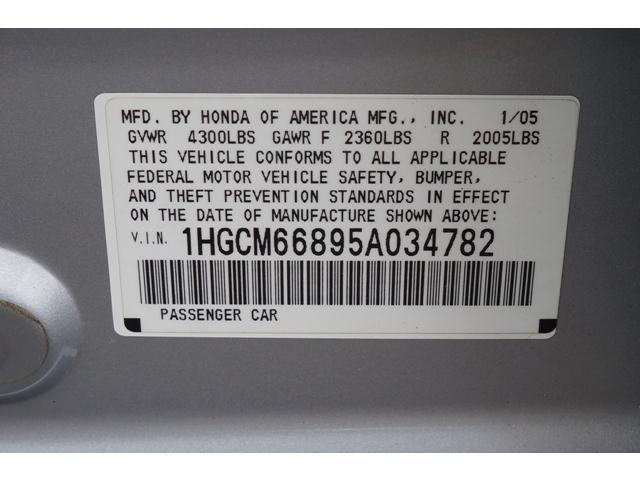 MFD. BY HONDA OF AMERICA MFG., INC. 1/05
GVWR 4300LBS GAWR F 2360LBS R 2005LBS
THIS VEHICLE CONFORMS TO ALL APPLICABLE
FEDERAL MOTOR VEHICLE SAFETY, BUMPER,
AND THEFT PREVENTION STANDARDS IN EFFECT
ON THE DATE OF MANUFACTURE SHOWN ABOVE:
V.I.N. 1HGCM66895A034782
PASSENGER CAR